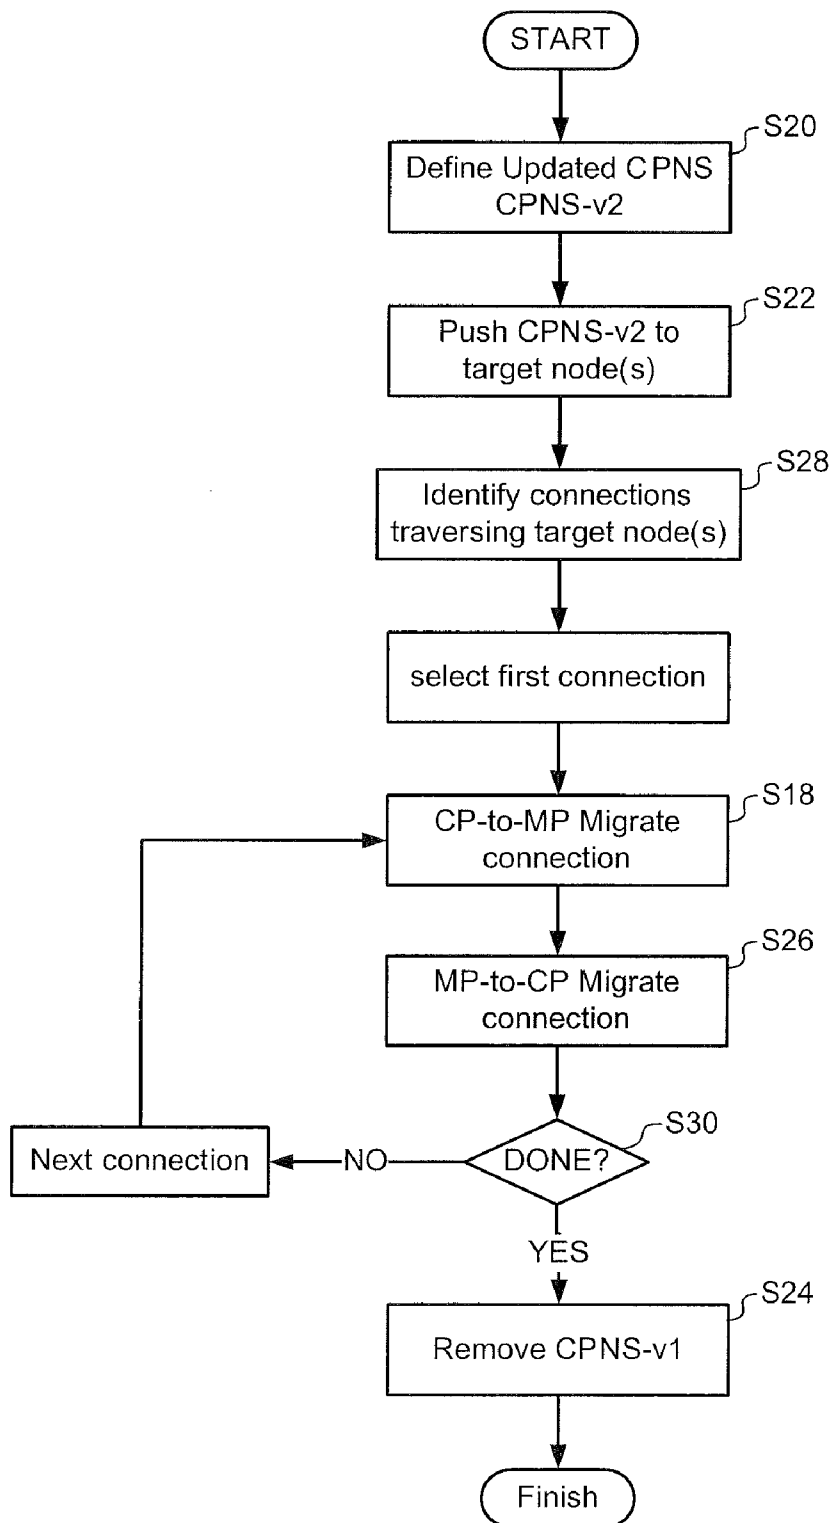 START
S20
Define Updated CPNS
CPNS-v2
S22
Push CPNS-v2 to
target node(s)
S28
Identify connections
traversing target node(s)
select first connection
S18
CP-to-MP Migrate
connection
S26
MP-to-CP Migrate
connection
S30
DONE?
NO
Next connection
YES
S24
Remove CPNS-v1
Finish